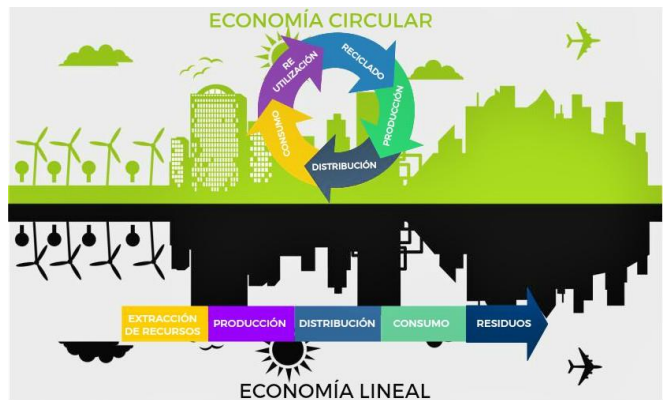 ECONOMÍA CIRCULAR
RE
UTILIZACIÓN
RECICLADO
PRODUCCIÓN
DISTRIBUCIÓN
CONSUMO
EXTRACCIÓN
DE RECURSOS
PRODUCCIÓN
DISTRIBUCIÓN
CONSUMO
RESIDUOS
ECONOMÍA LINEAL